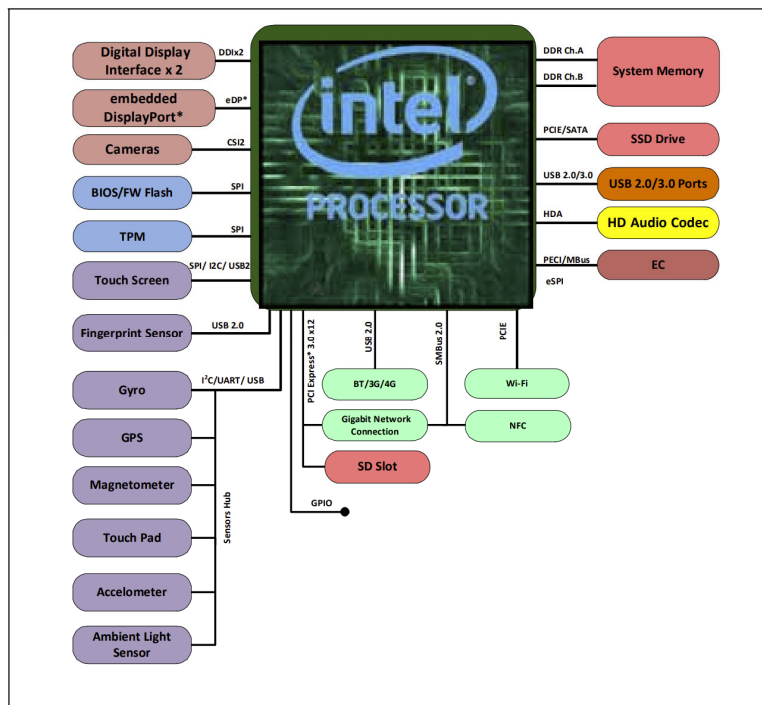 Digital Display
Interface x 2
DDIx2
embedded
DisplayPort*
eDP*
Cameras
CSI2
BIOS/FW Flash
SPI
TPM
SPI
Touch Screen
SPI/ I2C/ USB2
Fingerprint Sensor
USB 2.0
Gyro
I²C/UART/ USB
GPS
Magnetometer
Touch Pad
Accelometer
Ambient Light
Sensor
Sensors Hub
intel®
PROCESSOR
DDR Ch.A
DDR Ch.B
System Memory
PCIE/SATA
SSD Drive
USB 2.0/3.0
USB 2.0/3.0 Ports
HDA
HD Audio Codec
PECI/MBus
EC
eSPI
PCI Express* 3.0 x12
USB 2.0
SMBus 2.0
PCIE
BT/3G/4G
Wi-Fi
Gigabit Network
Connection
NFC
SD Slot
GPIO